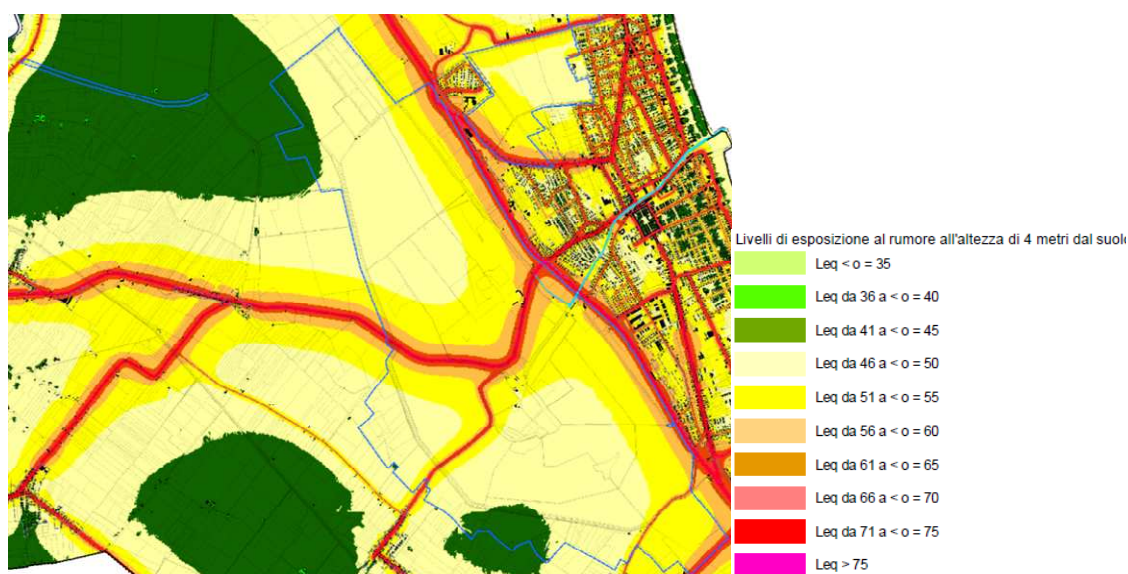 Livelli di esposizione al rumore all'altezza di 4 metri dal suolo
Leq < o = 35
Leq da 36 a < o = 40
Leq da 41 a < o = 45
Leq da 46 a < o = 50
Leq da 51 a < o = 55
Leq da 56 a < o = 60
Leq da 61 a < o = 65
Leq da 66 a < o = 70
Leq da 71 a < o = 75
Leq > 75